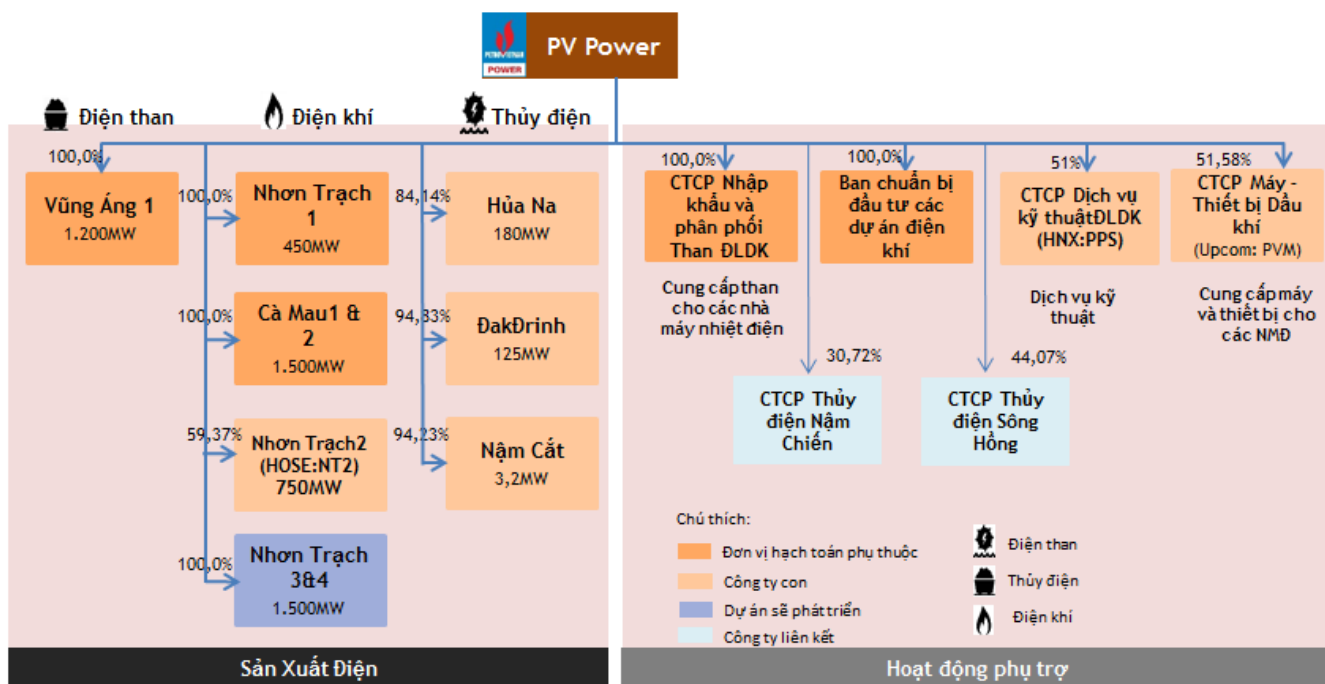 PETROVIETNAM
POWER
PV Power
Điện than
Điện khí
Thủy điện
100,0%
Vũng Áng 1
1.200MW
100,0%
Nhơn Trạch
1
450MW
84,14%
Hủa Na
180MW
100,0%
Cà Mau1 &
2
1.500MW
94,83%
ĐakĐrinh
125MW
59,37%
Nhơn Trạch2
(HOSE:NT2)
750MW
94,23%
Nậm Cắt
3,2MW
100,0%
Nhơn Trạch
3&4
1.500MW
Sản Xuất Điện
100,0%
CTCP Nhập
khẩu và
phân phối
Than ĐLDK
Cung cấp than
cho các nhà
máy nhiệt điện
100,0%
Ban chuẩn bị
đầu tư các
dự án điện
khí
51%
CTCP Dịch vụ
kỹ thuậtĐLDK
(HNX:PPS)
Dịch vụ kỹ
thuật
51,58%
CTCP Máy -
Thiết bị Dầu
khí
(Upcom: PVM)
Cung cấp máy
và thiết bị cho
các NMĐ
30,72%
CTCP Thủy
điện Nậm
Chiến
44,07%
CTCP Thủy
điện Sông
Hồng
Chú thích:
Đơn vị hạch toán phụ thuộc
Công ty con
Dự án sẽ phát triển
Công ty liên kết
Điện than
Thủy điện
Điện khí
Hoạt động phụ trợ